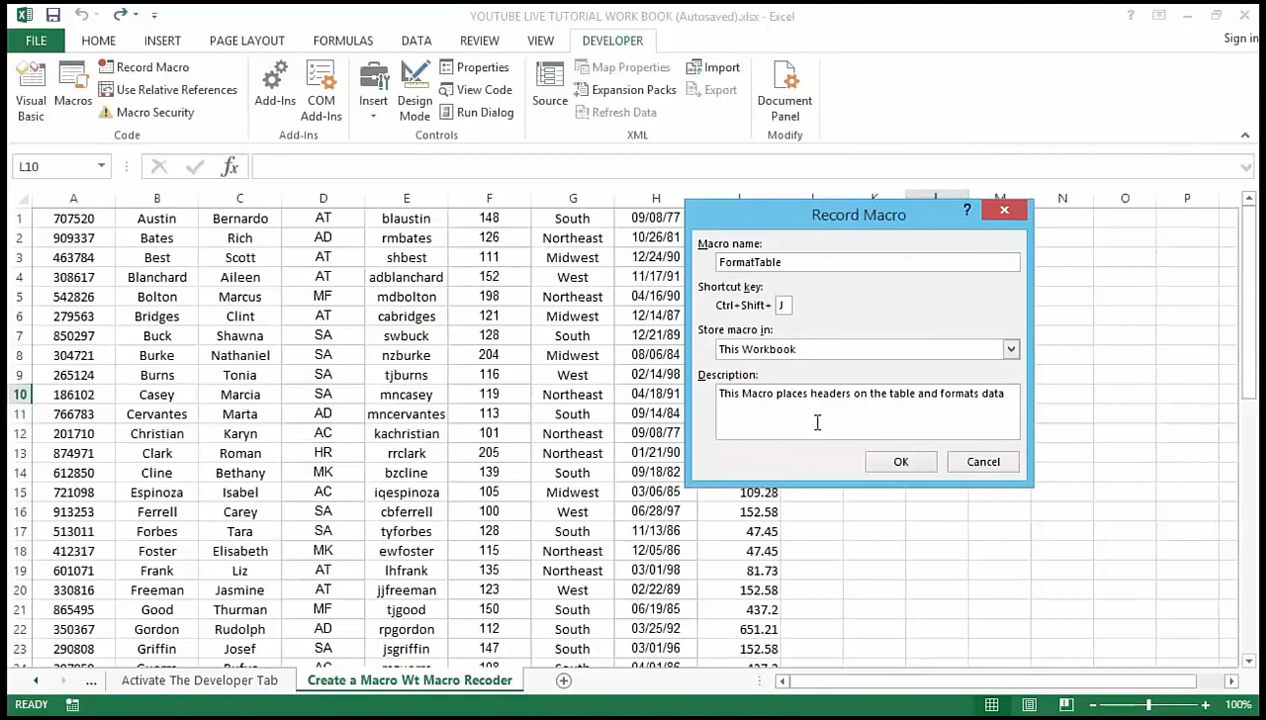 YOUTUBE LIVE TUTORIAL WORK BOOK (Autosaved).xlsx - Excel
FILE HOME INSERT PAGE LAYOUT FORMULAS DATA REVIEW VIEW DEVELOPER Sign in
Visual Basic
Macros
Record Macro
Use Relative References
Macro Security
Code
Add-Ins
COM Add-Ins
Add-Ins
Insert
Design Mode
Properties
View Code
Run Dialog
Controls
Source
Map Properties
Expansion Packs
Refresh Data
Import
Export
XML
Document Panel
Modify
L10
fx
A B C D E F G H N O P
1 707520 Austin Bernardo AT blaustin 148 South 09/08/77
2 909337 Bates Rich AD rmbates 126 Northeast 10/26/81
3 463784 Best Scott AT shbest 111 Midwest 12/24/90
4 308617 Blanchard Aileen AT adblanchard 152 West 11/17/91
5 542826 Bolton Marcus MF mdbolton 198 Northeast 04/16/90
6 279563 Bridges Clint AT cabridges 121 Midwest 12/14/87
7 850297 Buck Shawna SA swbuck 128 South 12/21/89
8 304721 Burke Nathaniel SA nzburke 204 Midwest 08/06/84
9 265124 Burns Tonia SA tjburns 116 West 02/14/98
10 186102 Casey Marcia SA mncasey 119 Northeast 04/18/91
11 766783 Cervantes Marta AD mncervantes 113 South 09/14/84
12 201710 Christian Karyn AC kachristian 101 Northeast 09/08/77
13 874971 Clark Roman HR rrclark 205 Northeast 01/21/90
14 612850 Cline Bethany MK bzcline 139 South 09/18/82
15 721098 Espinoza Isabel AC iqespinoza 105 Midwest 03/06/85 109.28
16 913253 Ferrell Carey SA cbferrell 100 West 06/28/97 152.58
17 513011 Forbes Tara SA tyforbes 128 South 11/13/86 47.45
18 412317 Foster Elisabeth MK ewfoster 115 Northeast 12/05/86 47.45
19 601071 Frank Liz AT lhfrank 135 Northeast 03/01/98 81.73
20 330816 Freeman Jasmine AT jjfreeman 123 West 02/22/89 152.58
21 865495 Good Thurman MF tjgood 150 South 06/19/85 437.2
22 350367 Gordon Rudolph AD rpgordon 112 South 03/25/92 651.21
23 290808 Griffin Josef SA jsgriffin 147 South 03/01/96 152.58
Record Macro
Macro name:
FormatTable
Shortcut key:
Ctrl+Shift+ J
Store macro in:
This Workbook
Description:
This Macro places headers on the table and formats data
OK Cancel
... Activate The Developer Tab Create a Macro Wt Macro Recoder
READY 100%